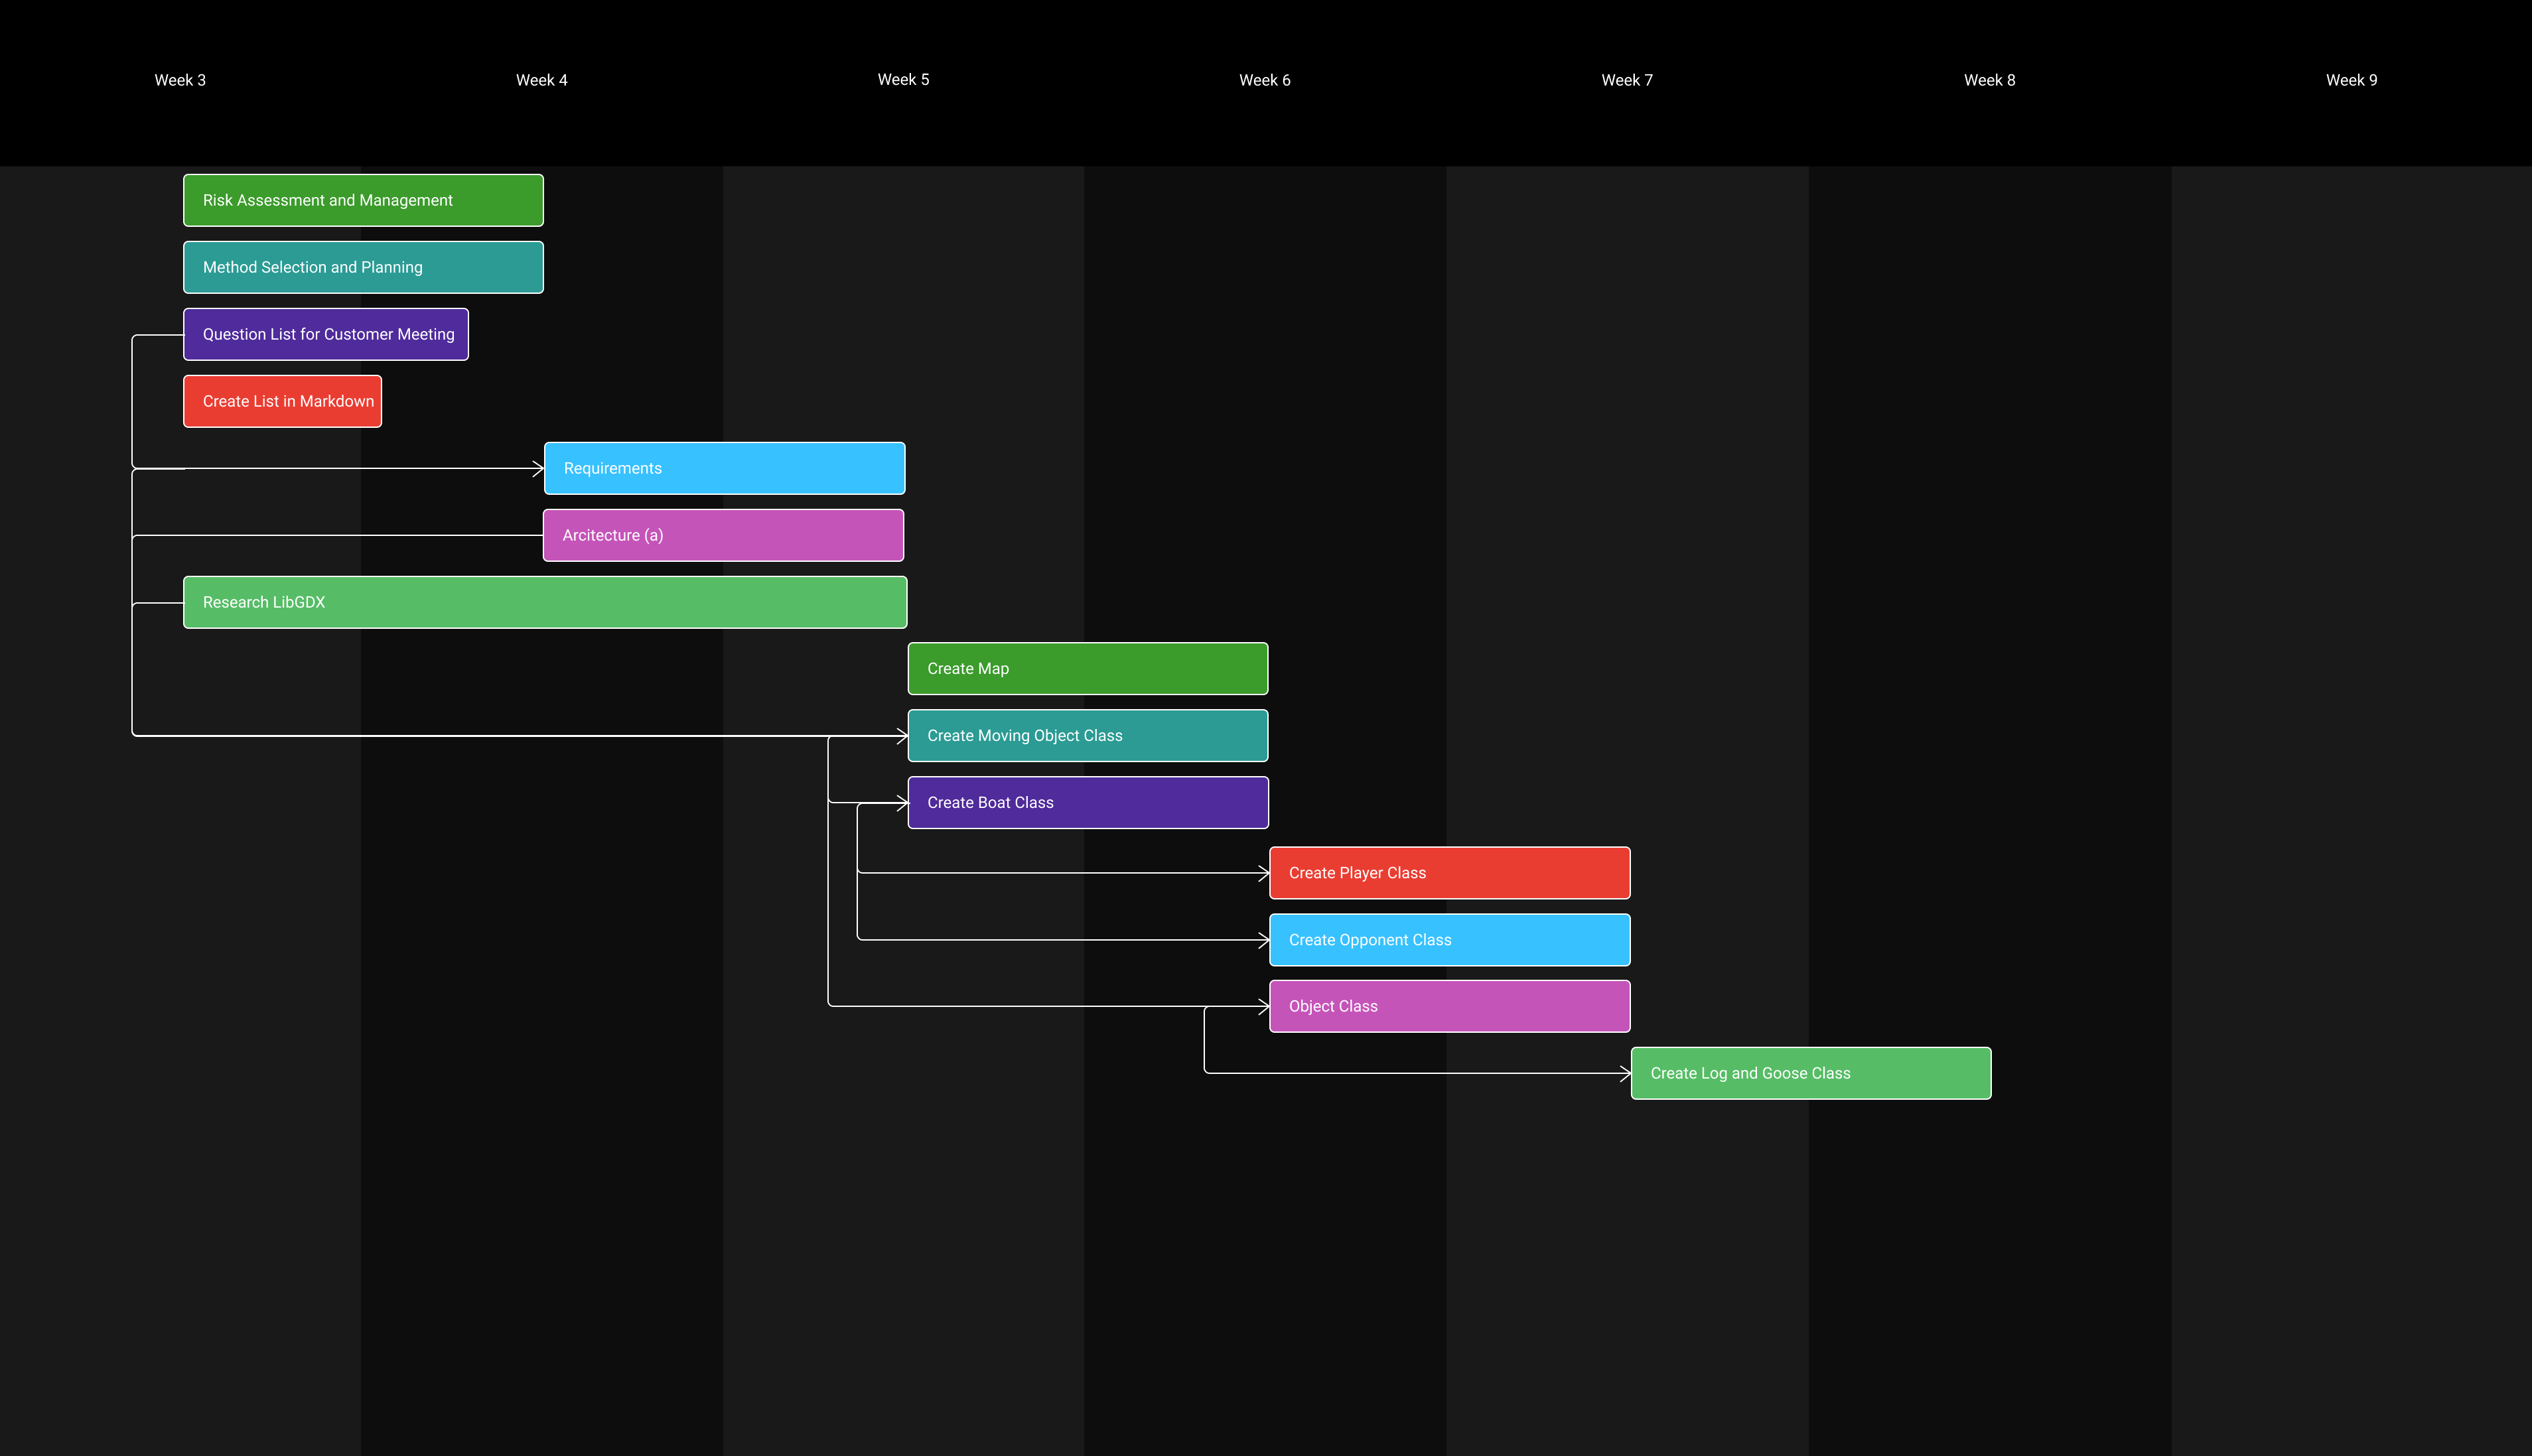 Week 3
Week 4
Week 5
Week 6
Week 7
Week 8
Week 9
Risk Assessment and Management
Method Selection and Planning
Question List for Customer Meeting
Create List in Markdown
Requirements
Arcitecture (a)
Research LibGDX
Create Map
Create Moving Object Class
Create Boat Class
Create Player Class
Create Opponent Class
Object Class
Create Log and Goose Class